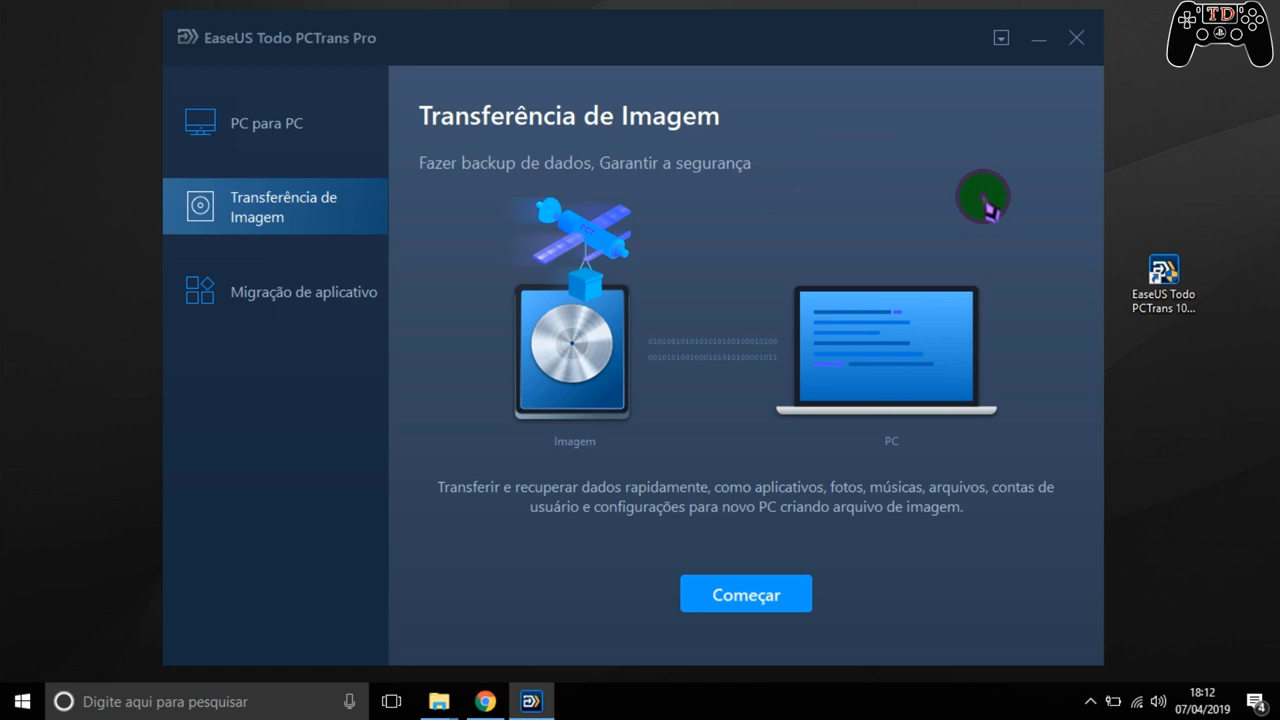 TD
EaseUS Todo PCTrans Pro
PC para PC
Transferência de
Imagem
Migração de aplicativo
Transferência de Imagem
Fazer backup de dados, Garantir a segurança
PCT
Imagem
PC
Transferir e recuperar dados rapidamente, como aplicativos, fotos, músicas, arquivos, contas de
usuário e configurações para novo PC criando arquivo de imagem.
Começar
EaseUS Todo
PCTrans 10...
Digite aqui para pesquisar
18:12
07/04/2019
4